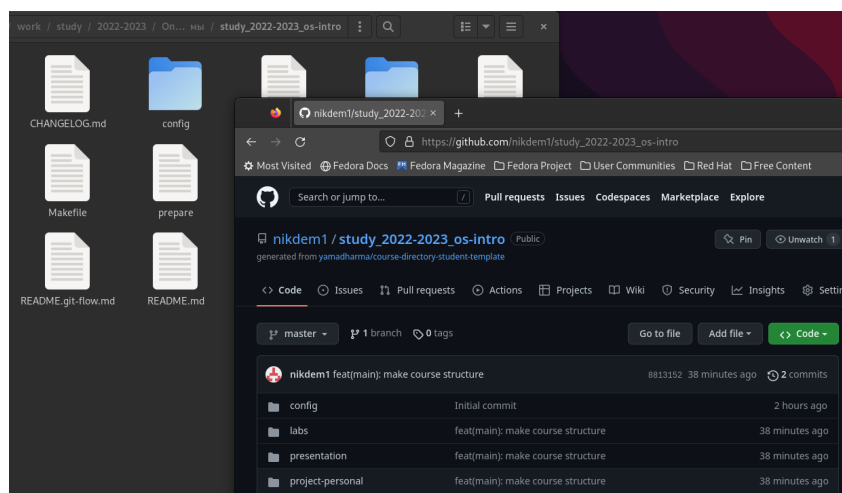 work / study / 2022-2023 / Оп... мы / study_2022-2023_os-intro
CHANGELOG.md
config
Makefile
prepare
README.git-flow.md
README.md
nikdem1/study_2022-202
https://github.com/nikdem1/study_2022-2023_os-intro
Most Visited Fedora Docs Fedora Magazine Fedora Project User Communities Red Hat Free Content
Search or jump to... / Pull requests Issues Codespaces Marketplace Explore
nikdem1 / study_2022-2023_os-intro Public Pin Unwatch 1
generated from yamadharma/course-directory-student-template
Code Issues Pull requests Actions Projects Wiki Security Insights Settin
master 1 branch 0 tags Go to file Add file Code
nikdem1 feat(main): make course structure 8813152 38 minutes ago 2 commits
config Initial commit 2 hours ago
labs feat(main): make course structure 38 minutes ago
presentation feat(main): make course structure 38 minutes ago
project-personal feat(main): make course structure 38 minutes ago